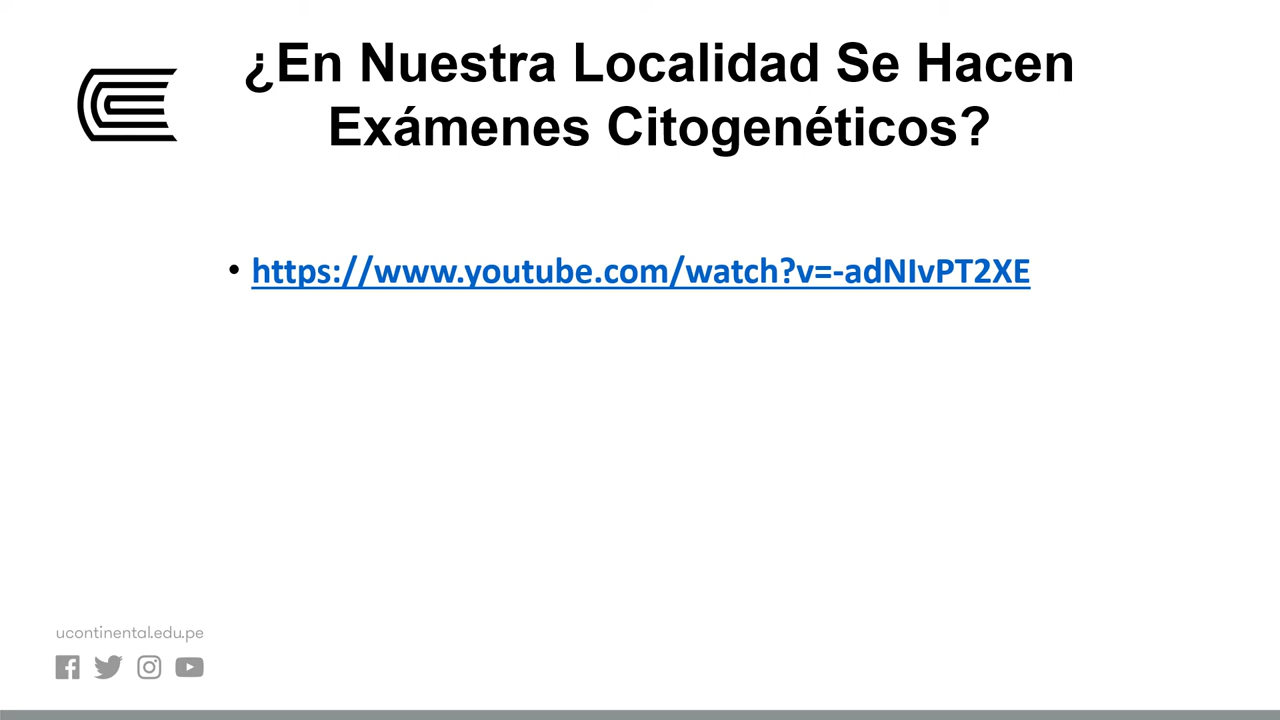 ¿En Nuestra Localidad Se Hacen
Exámenes Citogenéticos?
• https://www.youtube.com/watch?v=-adNIvPT2XE
ucontinental.edu.pe